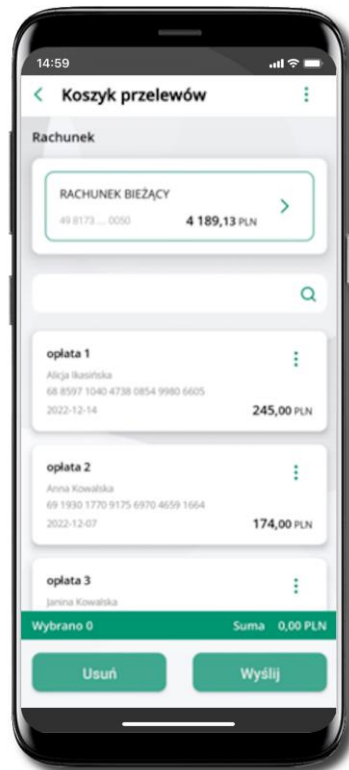 14:59
Koszyk przelewów
Rachunek
RACHUNEK BIEŻĄCY
49 8173 ... 0050 4 189,13 PLN
opłata 1
Alicja Ikasińska
68 8597 1040 4738 0854 9980 6605
2022-12-14 245,00 PLN
opłata 2
Anna Kowalska
69 1930 1770 9175 6970 4659 1664
2022-12-07 174,00 PLN
opłata 3
Janina Kowalska
Wybrano 0 Suma 0,00 PLN
Usuń Wyślij